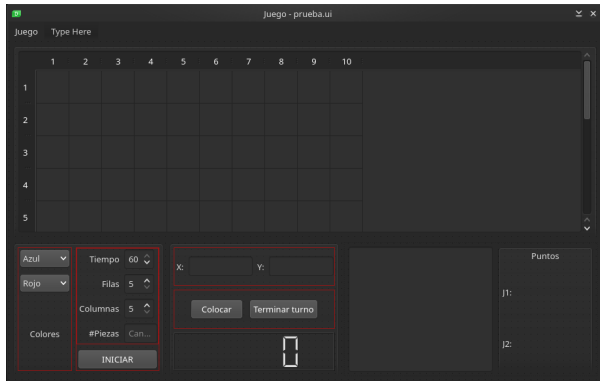 Juego - prueba.ui
Juego Type Here
1 2 3 4 5 6 7 8 9 10
1
2
3
4
5
Azul
Rojo
Colores
Tiempo 60
Filas 5
Columnas 5
#Piezas Can...
INICIAR
X: Y:
Colocar Terminar turno
0
Puntos
J1:
J2: